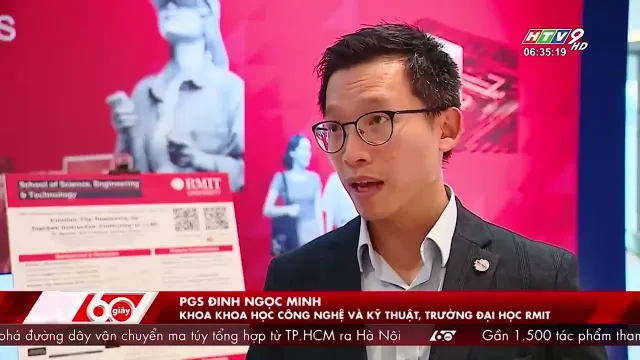 S
HTV9
HD
06:35:19
School of Science, Engineering
& Technology
RMIT
UNIVERSITY
PGS ĐINH NGỌC MINH
KHOA KHOA HỌC CÔNG NGHỆ VÀ KỸ THUẬT, TRƯỜNG ĐẠI HỌC RMIT
60 giây
phá đường dây vận chuyển ma túy tổng hợp từ TP.HCM ra Hà Nội
60
Gần 1.500 tác phẩm tham